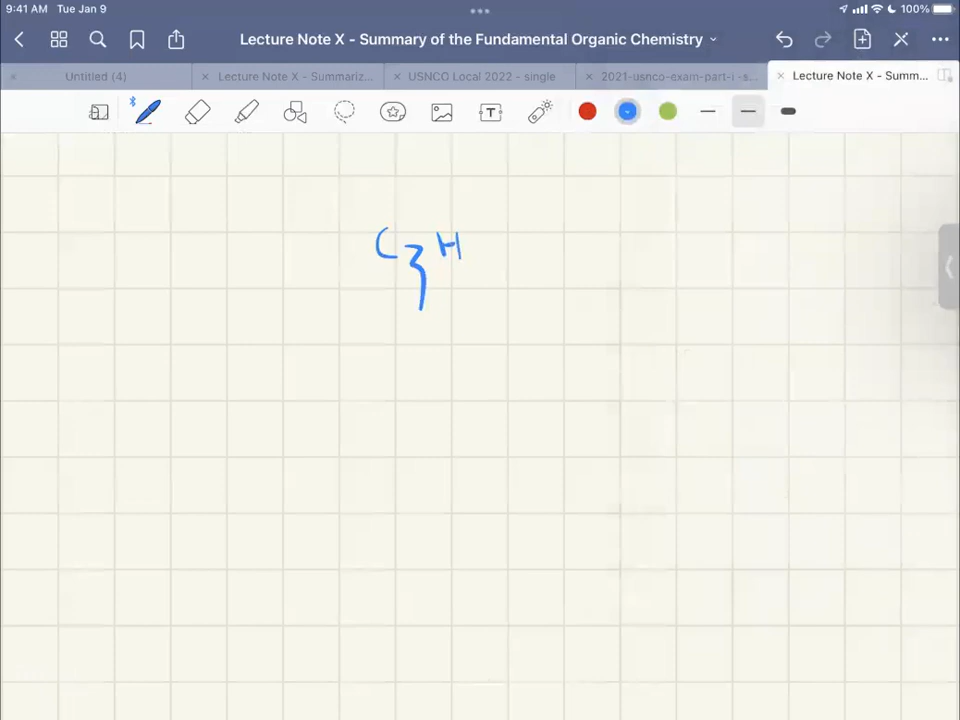 9:41 AM Tue Jan 9 100%
Lecture Note X - Summary of the Fundamental Organic Chemistry
Untitled (4) Lecture Note X - Summariz... USNCO Local 2022 - single 2021-usnco-exam-part-i -s... Lecture Note X - Summ...
T
C3H